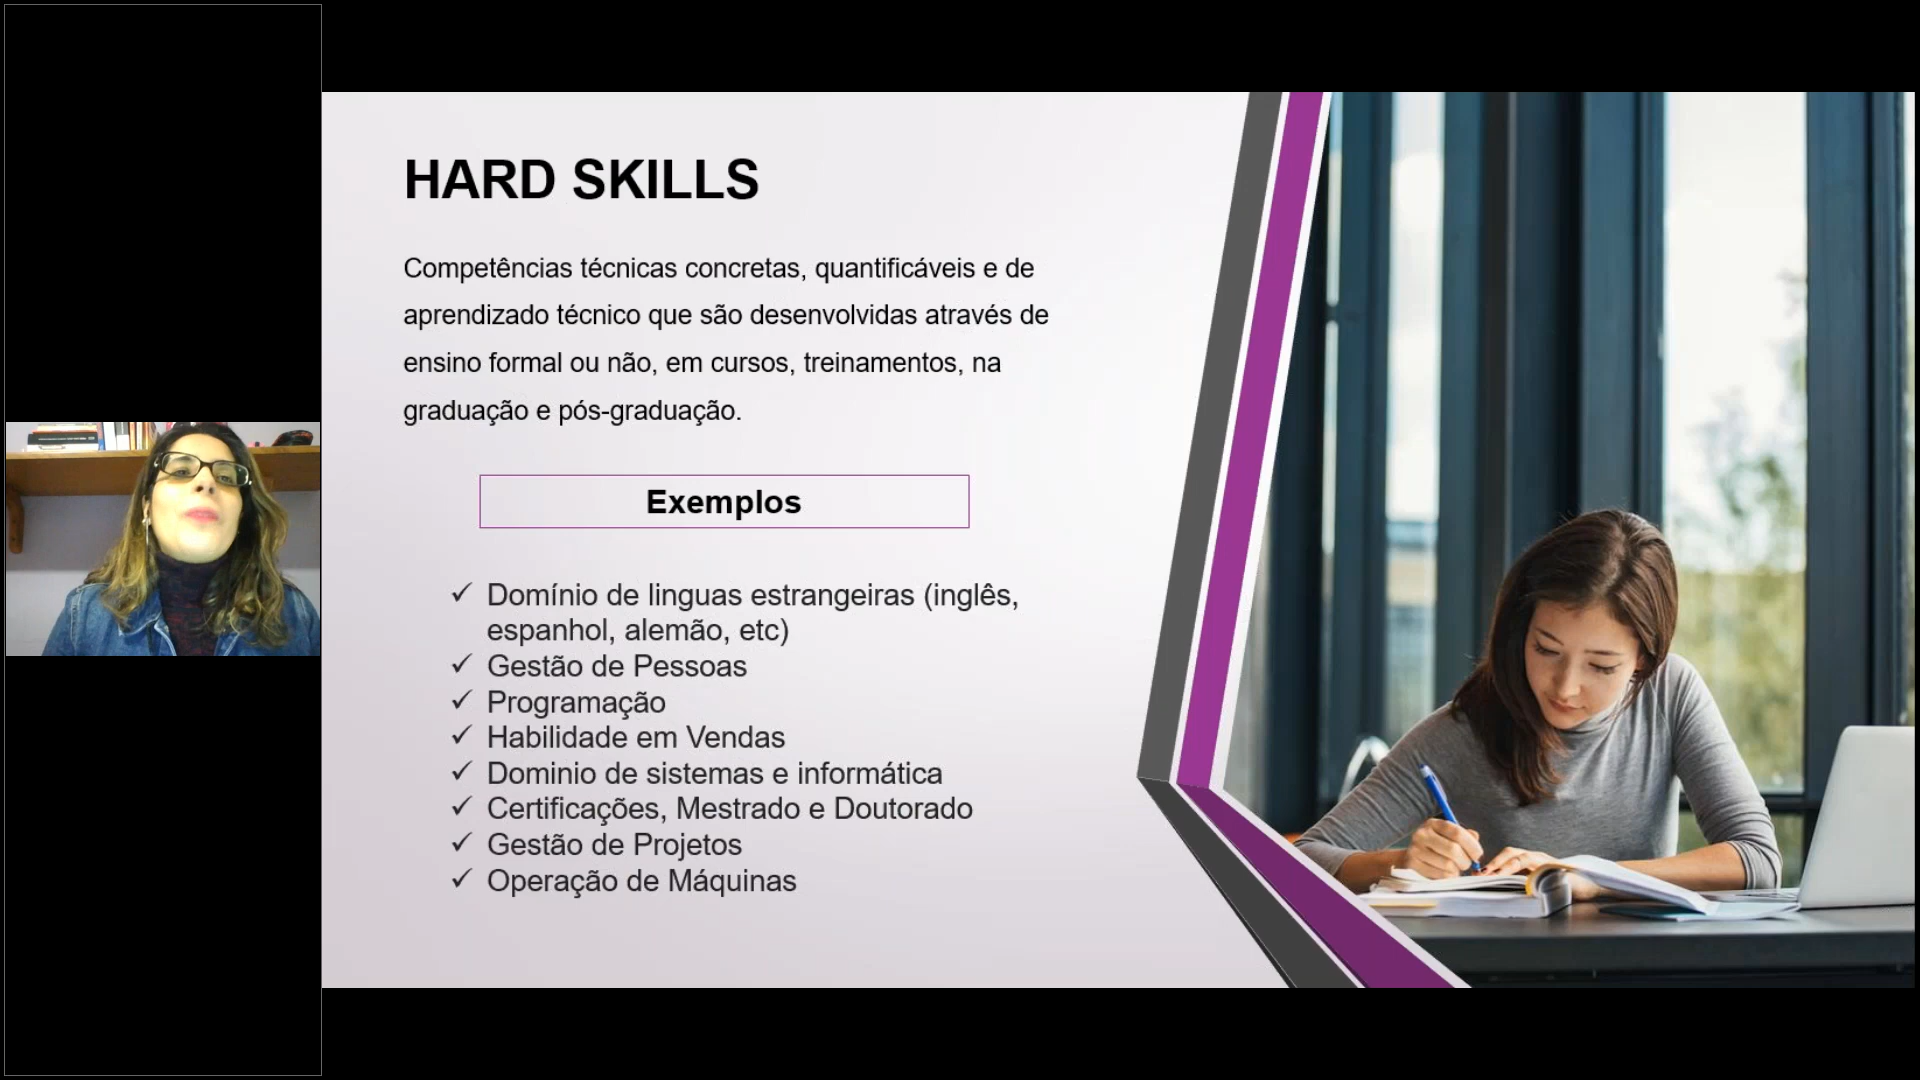 HARD SKILLS
Competências técnicas concretas, quantificáveis e de
aprendizado técnico que são desenvolvidas através de
ensino formal ou não, em cursos, treinamentos, na
graduação e pós-graduação.
Exemplos
✓ Domínio de linguas estrangeiras (inglês,
espanhol, alemão, etc)
✓ Gestão de Pessoas
✓ Programação
✓ Habilidade em Vendas
✓ Dominio de sistemas e informática
✓ Certificações, Mestrado e Doutorado
✓ Gestão de Projetos
✓ Operação de Máquinas